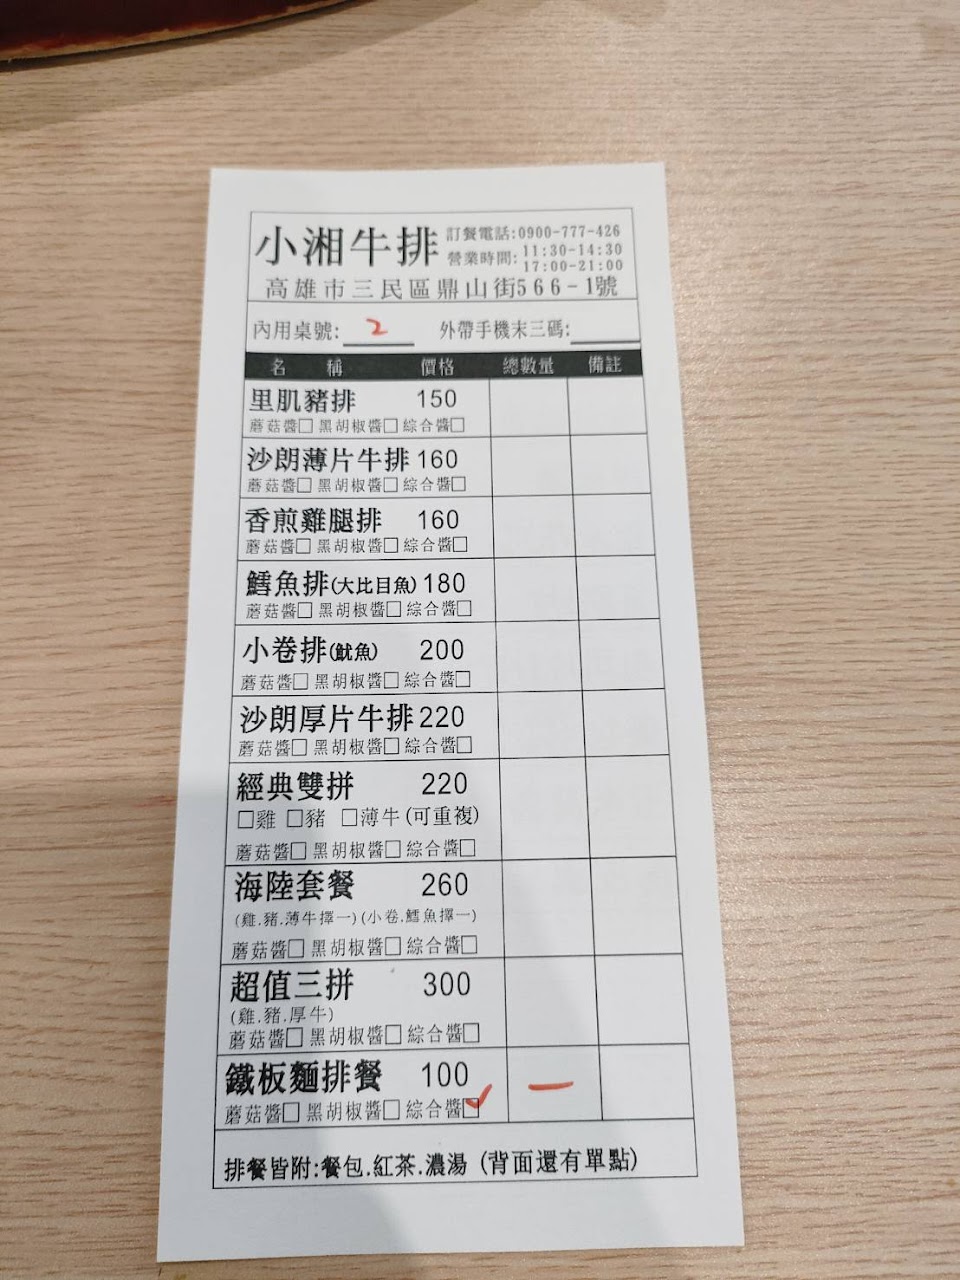 小湘牛排 訂餐電話:0900-777-426
營業時間: 11:30-14:30
17:00-21:00
高雄市三民區鼎山街566-1號
內用桌號: 2 外帶手機末三碼:
名 稱 價格 總數量 備註
里肌豬排 150
蘑菇醬□ 黑胡椒醬□ 綜合醬□
沙朗薄片牛排 160
蘑菇醬□ 黑胡椒醬□ 綜合醬□
香煎雞腿排 160
蘑菇醬□ 黑胡椒醬□ 綜合醬□
鱈魚排(大比目魚) 180
蘑菇醬□ 黑胡椒醬□ 綜合醬□
小卷排(魷魚) 200
蘑菇醬□ 黑胡椒醬□ 綜合醬□
沙朗厚片牛排 220
蘑菇醬□ 黑胡椒醬□ 綜合醬□
經典雙拼 220
□雞 □豬 □薄牛(可重複)
蘑菇醬□ 黑胡椒醬□ 綜合醬□
海陸套餐 260
(雞.豬.薄牛擇一)(小卷.鱈魚擇一)
蘑菇醬□ 黑胡椒醬□ 綜合醬□
超值三拼 300
(雞.豬.厚牛)
蘑菇醬□ 黑胡椒醬□ 綜合醬□
鐵板麵排餐 100 一
蘑菇醬□ 黑胡椒醬□ 綜合醬☑
排餐皆附:餐包.紅茶.濃湯 (背面還有單點)